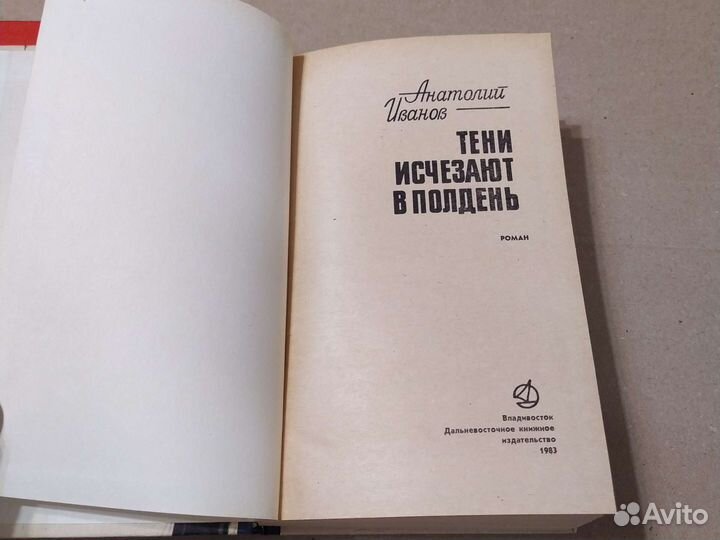 Анатолий
Иванов
ТЕНИ
ИСЧЕЗАЮТ
В ПОЛДЕНЬ
РОМАН
Владивосток
Дальневосточное книжное
издательство
1983
Avito